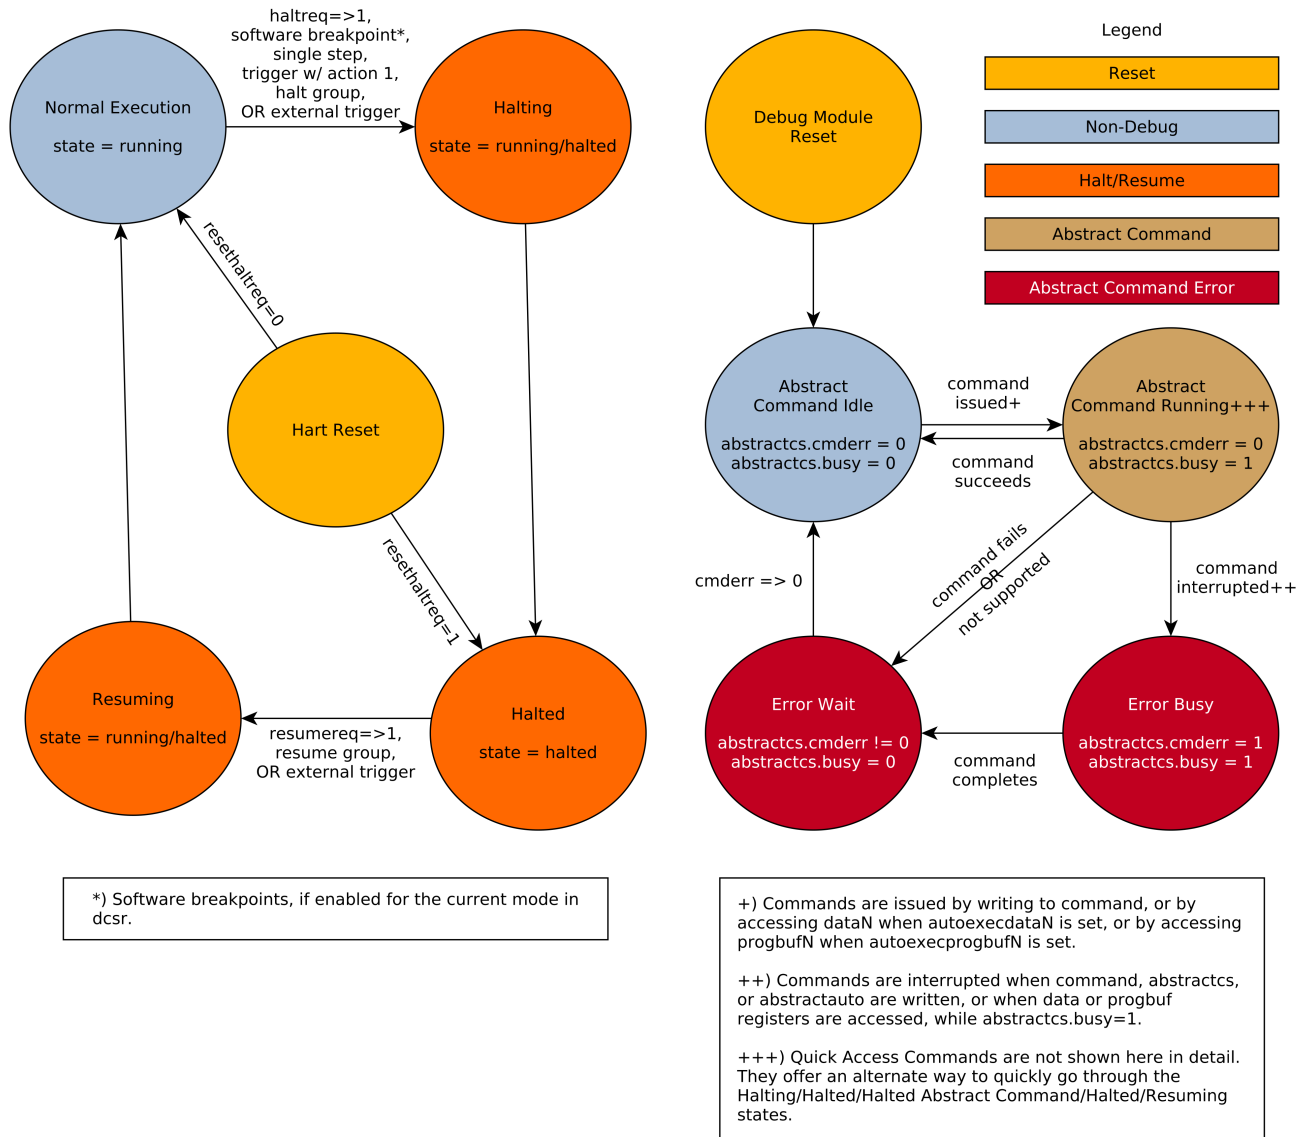 haltreq=>1,
software breakpoint*,
single step,
trigger w/ action 1,
halt group,
OR external trigger
Normal Execution
state = running
Halting
state = running/halted
resethaltreq=0
Hart Reset
resethaltreq=1
Resuming
state = running/halted
resumereq=>1,
resume group,
OR external trigger
Halted
state = halted
*) Software breakpoints, if enabled for the current mode in
dcsr.
Debug Module
Reset
Legend
Reset
Non-Debug
Halt/Resume
Abstract Command
Abstract Command Error
Abstract
Command Idle
abstractcs.cmderr = 0
abstractcs.busy = 0
command
issued+
command
succeeds
Abstract
Command Running+++
abstractcs.cmderr = 0
abstractcs.busy = 1
cmderr => 0
command fails
OR
not supported
command
interrupted++
Error Wait
abstractcs.cmderr != 0
abstractcs.busy = 0
command
completes
Error Busy
abstractcs.cmderr = 1
abstractcs.busy = 1
+) Commands are issued by writing to command, or by
accessing dataN when autoexecdataN is set, or by accessing
progbufN when autoexecprogbufN is set.
++) Commands are interrupted when command, abstractcs,
or abstractauto are written, or when data or progbuf
registers are accessed, while abstractcs.busy=1.
+++) Quick Access Commands are not shown here in detail.
They offer an alternate way to quickly go through the
Halting/Halted/Halted Abstract Command/Halted/Resuming
states.